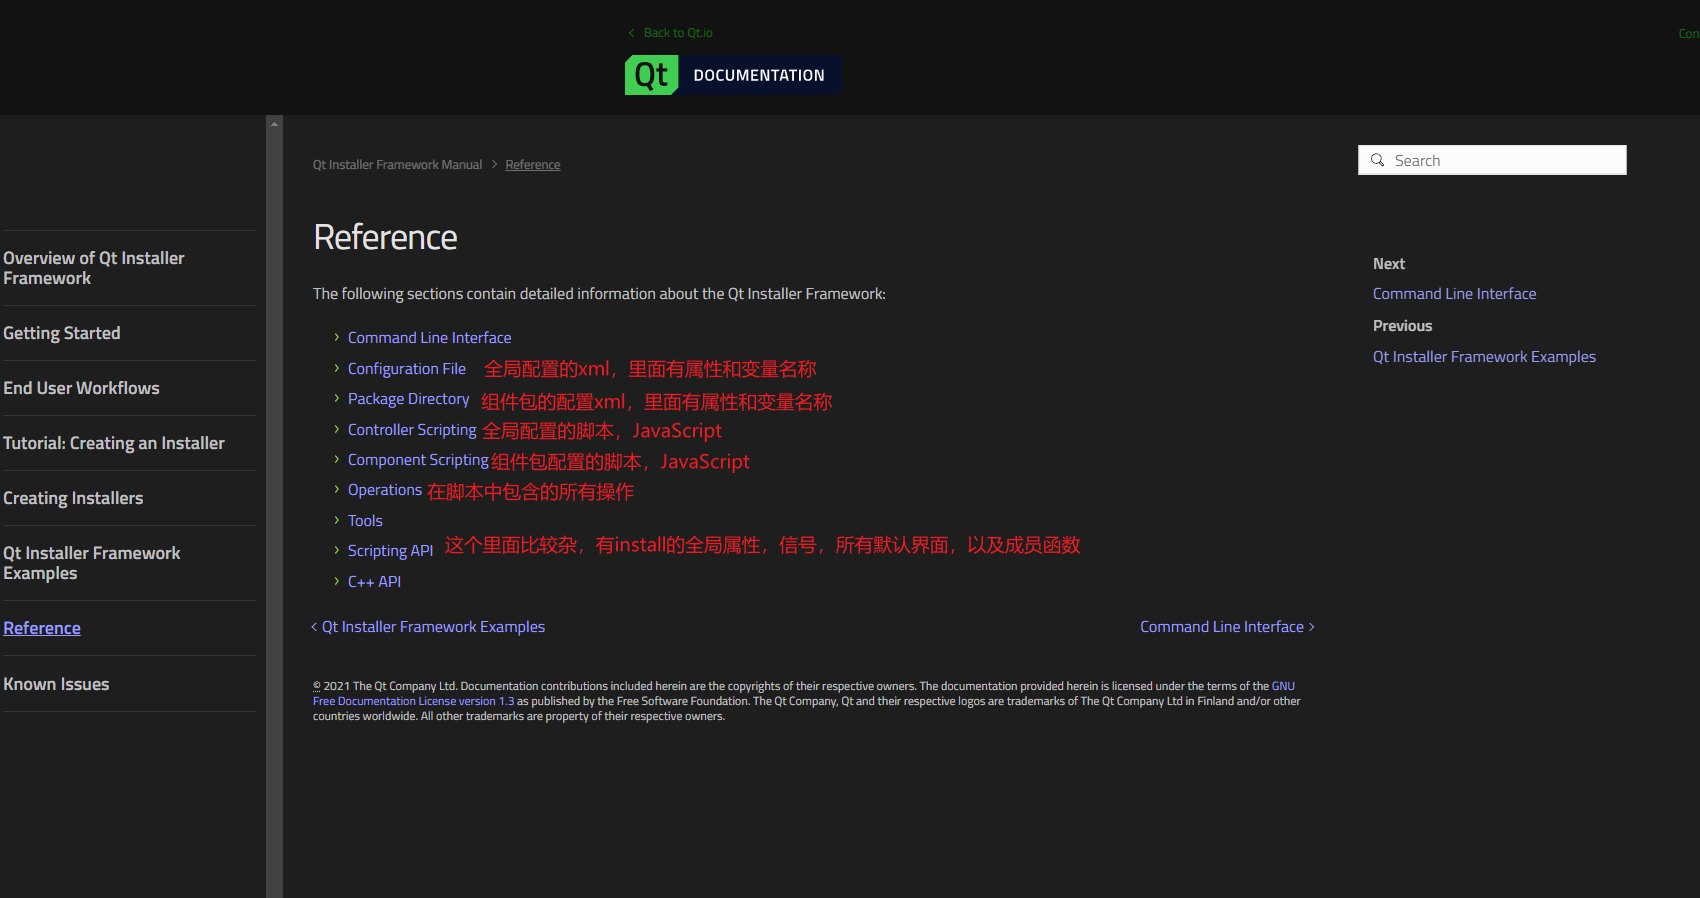 Back to Qt.io
Con
Qt DOCUMENTATION
Qt Installer Framework Manual > Reference
Search
Overview of Qt Installer
Framework
Getting Started
End User Workflows
Tutorial: Creating an Installer
Creating Installers
Qt Installer Framework
Examples
Reference
Known Issues
Reference
The following sections contain detailed information about the Qt Installer Framework:
Command Line Interface
Configuration File 全局配置的xml，里面有属性和变量名称
Package Directory 组件包的配置xml，里面有属性和变量名称
Controller Scripting 全局配置的脚本，JavaScript
Component Scripting 组件包配置的脚本，JavaScript
Operations 在脚本中包含的所有操作
Tools
Scripting API 这个里面比较杂，有install的全局属性，信号，所有默认界面，以及成员函数
C++ API
Qt Installer Framework Examples
Command Line Interface
© 2021 The Qt Company Ltd. Documentation contributions included herein are the copyrights of their respective owners. The documentation provided herein is licensed under the terms of the GNU
Free Documentation License version 1.3 as published by the Free Software Foundation. The Qt Company, Qt and their respective logos are trademarks of The Qt Company Ltd in Finland and/or other
countries worldwide. All other trademarks are property of their respective owners.
Next
Command Line Interface
Previous
Qt Installer Framework Examples